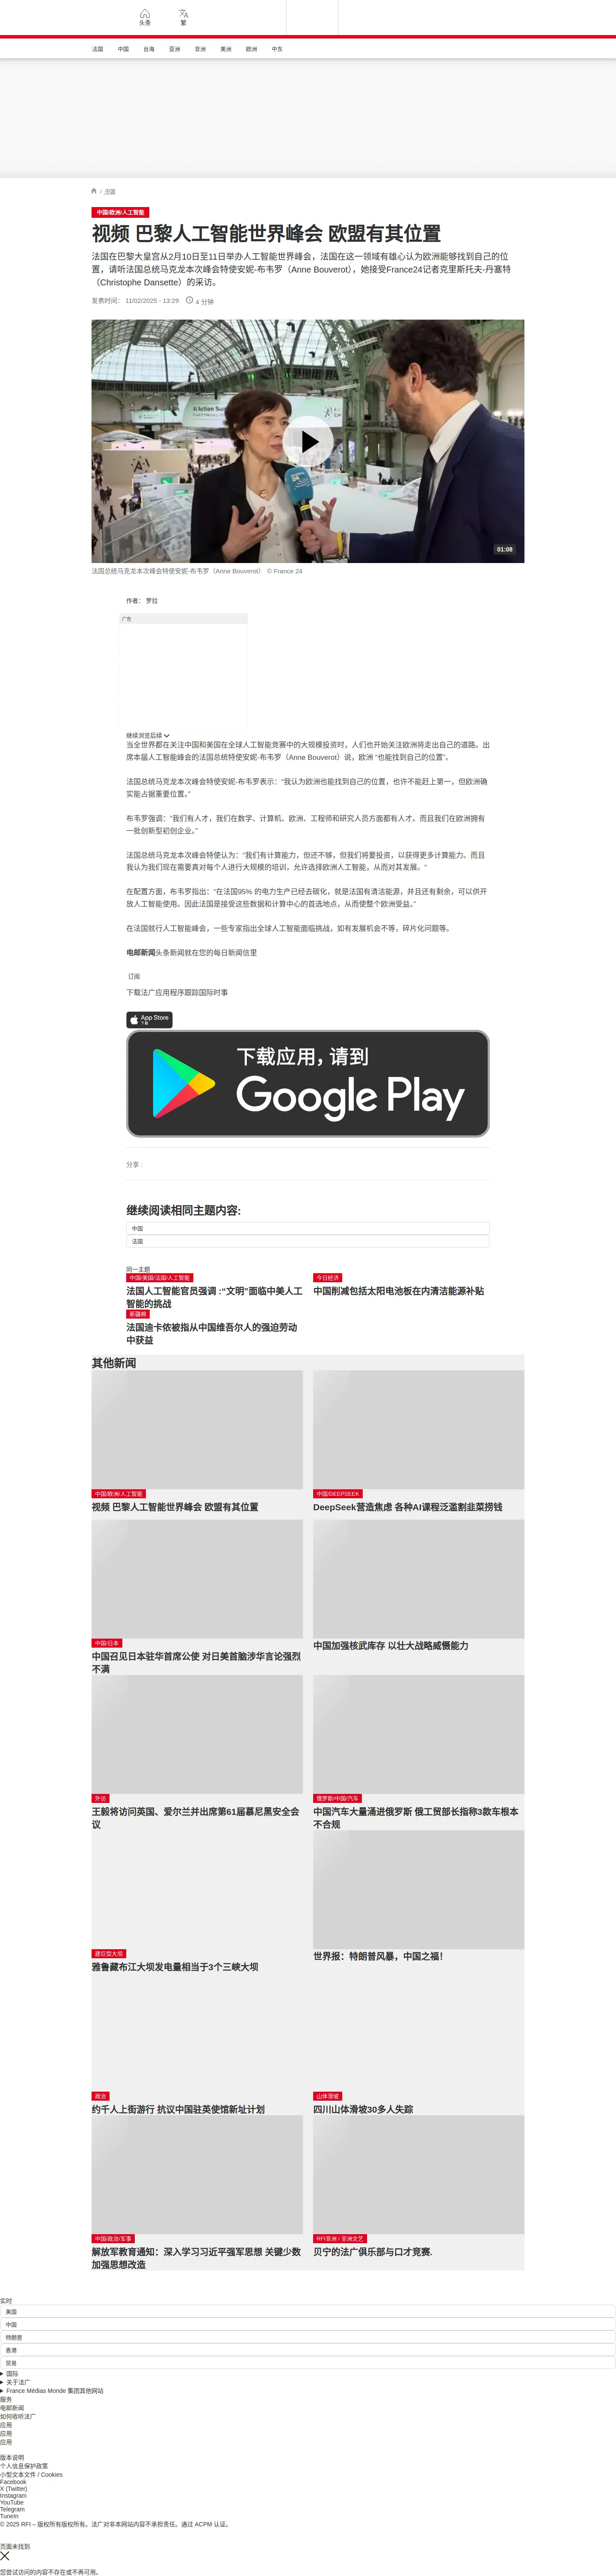 头条
繁
法国
中国
台海
亚洲
非洲
美洲
欧洲
中东
/ 中国
中国/欧洲/人工智能
视频 巴黎人工智能世界峰会 欧盟有其位置
法国在巴黎大皇宫从2月10日至11日举办人工智能世界峰会，法国在这一领域有雄心认为欧洲能够找到自己的位
置，请听法国总统马克龙本次峰会特使安妮-布韦罗（Anne Bouverot），她接受France24记者克里斯托夫-丹塞特
（Christophe Dansette）的采访。
发表时间： 11/02/2025 - 13:29
4 分钟
AI Action Su
01:08
法国总统马克龙本次峰会特使安妮-布韦罗（Anne Bouverot） © France 24
作者： 罗拉
广告
继续浏览后续
当全世界都在关注中国和美国在全球人工智能竞赛中的大规模投资时，人们也开始关注欧洲将走出自己的道路。出
席本届人工智能峰会的法国总统特使安妮-布韦罗（Anne Bouverot）说，欧洲 “也能找到自己的位置”。
法国总统马克龙本次峰会特使安妮-布韦罗表示：“我认为欧洲也能找到自己的位置，也许不能赶上第一，但欧洲确
实能占据重要位置。”
布韦罗强调：“我们有人才，我们在数学、计算机、欧洲、工程师和研究人员方面都有人才。而且我们在欧洲拥有
一批创新型初创企业。”
法国总统马克龙本次峰会特使认为：“我们有计算能力，但还不够，但我们将要投资，以获得更多计算能力。而且
我认为我们现在需要真对每个人进行大规模的培训，允许选择欧洲人工智能，从而对其发展。”
在配置方面，布韦罗指出：“在法国95% 的电力生产已经去碳化，就是法国有清洁能源，并且还有剩余，可以供开
放人工智能使用。因此法国是接受这些数据和计算中心的首选地点，从而使整个欧洲受益。”
在法国就行人工智能峰会，一些专家指出全球人工智能面临挑战，如有发展机会不等，碎片化问题等。
电邮新闻头条新闻就在您的每日新闻信里
订阅
下载法广应用程序跟踪国际时事
App Store
下载
下载应用，请到
Google Play
分享 :
继续阅读相同主题内容:
中国
法国
同一主题
中国/美国/法国/人工智能
法国人工智能官员强调 :“文明”面临中美人工
智能的挑战
今日经济
中国削减包括太阳电池板在内清洁能源补贴
新疆棉
法国迪卡侬被指从中国维吾尔人的强迫劳动
中获益
其他新闻
中国/欧洲/人工智能
视频 巴黎人工智能世界峰会 欧盟有其位置
中国/DEEPSEEK
DeepSeek营造焦虑 各种AI课程泛滥割韭菜捞钱
中国/日本
中国召见日本驻华首席公使 对日美首脑涉华言论强烈
不满
中国加强核武库存 以壮大战略威慑能力
外访
王毅将访问英国、爱尔兰并出席第61届慕尼黑安全会
议
俄罗斯/中国/汽车
中国汽车大量涌进俄罗斯 俄工贸部长指称3款车根本
不合规
建巨型大坝
雅鲁藏布江大坝发电量相当于3个三峡大坝
世界报：特朗普风暴，中国之福！
政治
约千人上街游行 抗议中国驻英使馆新址计划
山体滑坡
四川山体滑坡30多人失踪
中国/政治/军事
解放军教育通知：深入学习习近平强军思想 关键少数
加强思想改造
RFI非洲 / 非洲文艺
贝宁的法广俱乐部与口才竞赛.
实时
美国
中国
特朗普
香港
贸易
国际
关于法广
France Médias Monde 集团其他网站
服务
电邮新闻
如何收听法广
应用
应用
应用
版本说明
个人信息保护政策
小型文本文件 / Cookies
Facebook
X (Twitter)
Instagram
YouTube
Telegram
TuneIn
© 2025 RFI – 版权所有版权所有。法广对非本网站内容不承担责任。通过 ACPM 认证。
页面未找到
您尝试访问的内容不存在或不再可用。